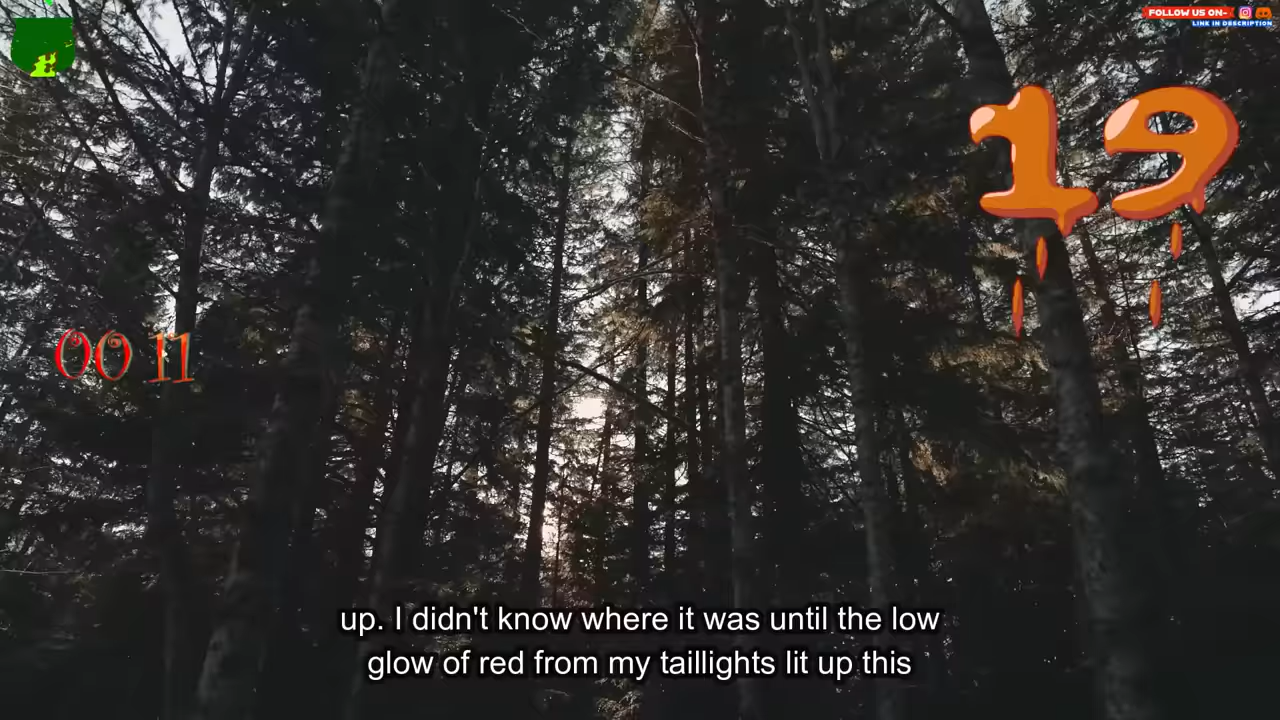 FOLLOW US ON-
LINK IN DESCRIPTION
19
00 11
up. I didn't know where it was until the low
glow of red from my taillights lit up this